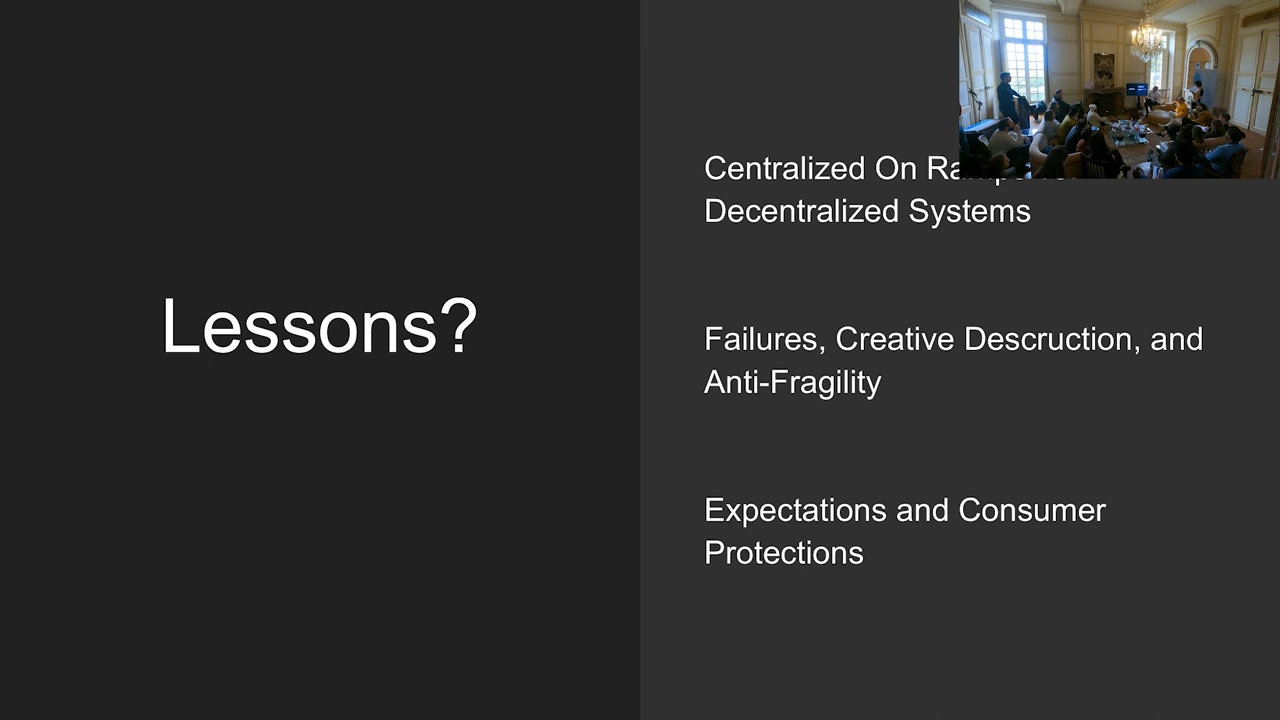 Lessons?
Centralized On
Decentralized Systems
Failures, Creative Descruction, and
Anti-Fragility
Expectations and Consumer
Protections